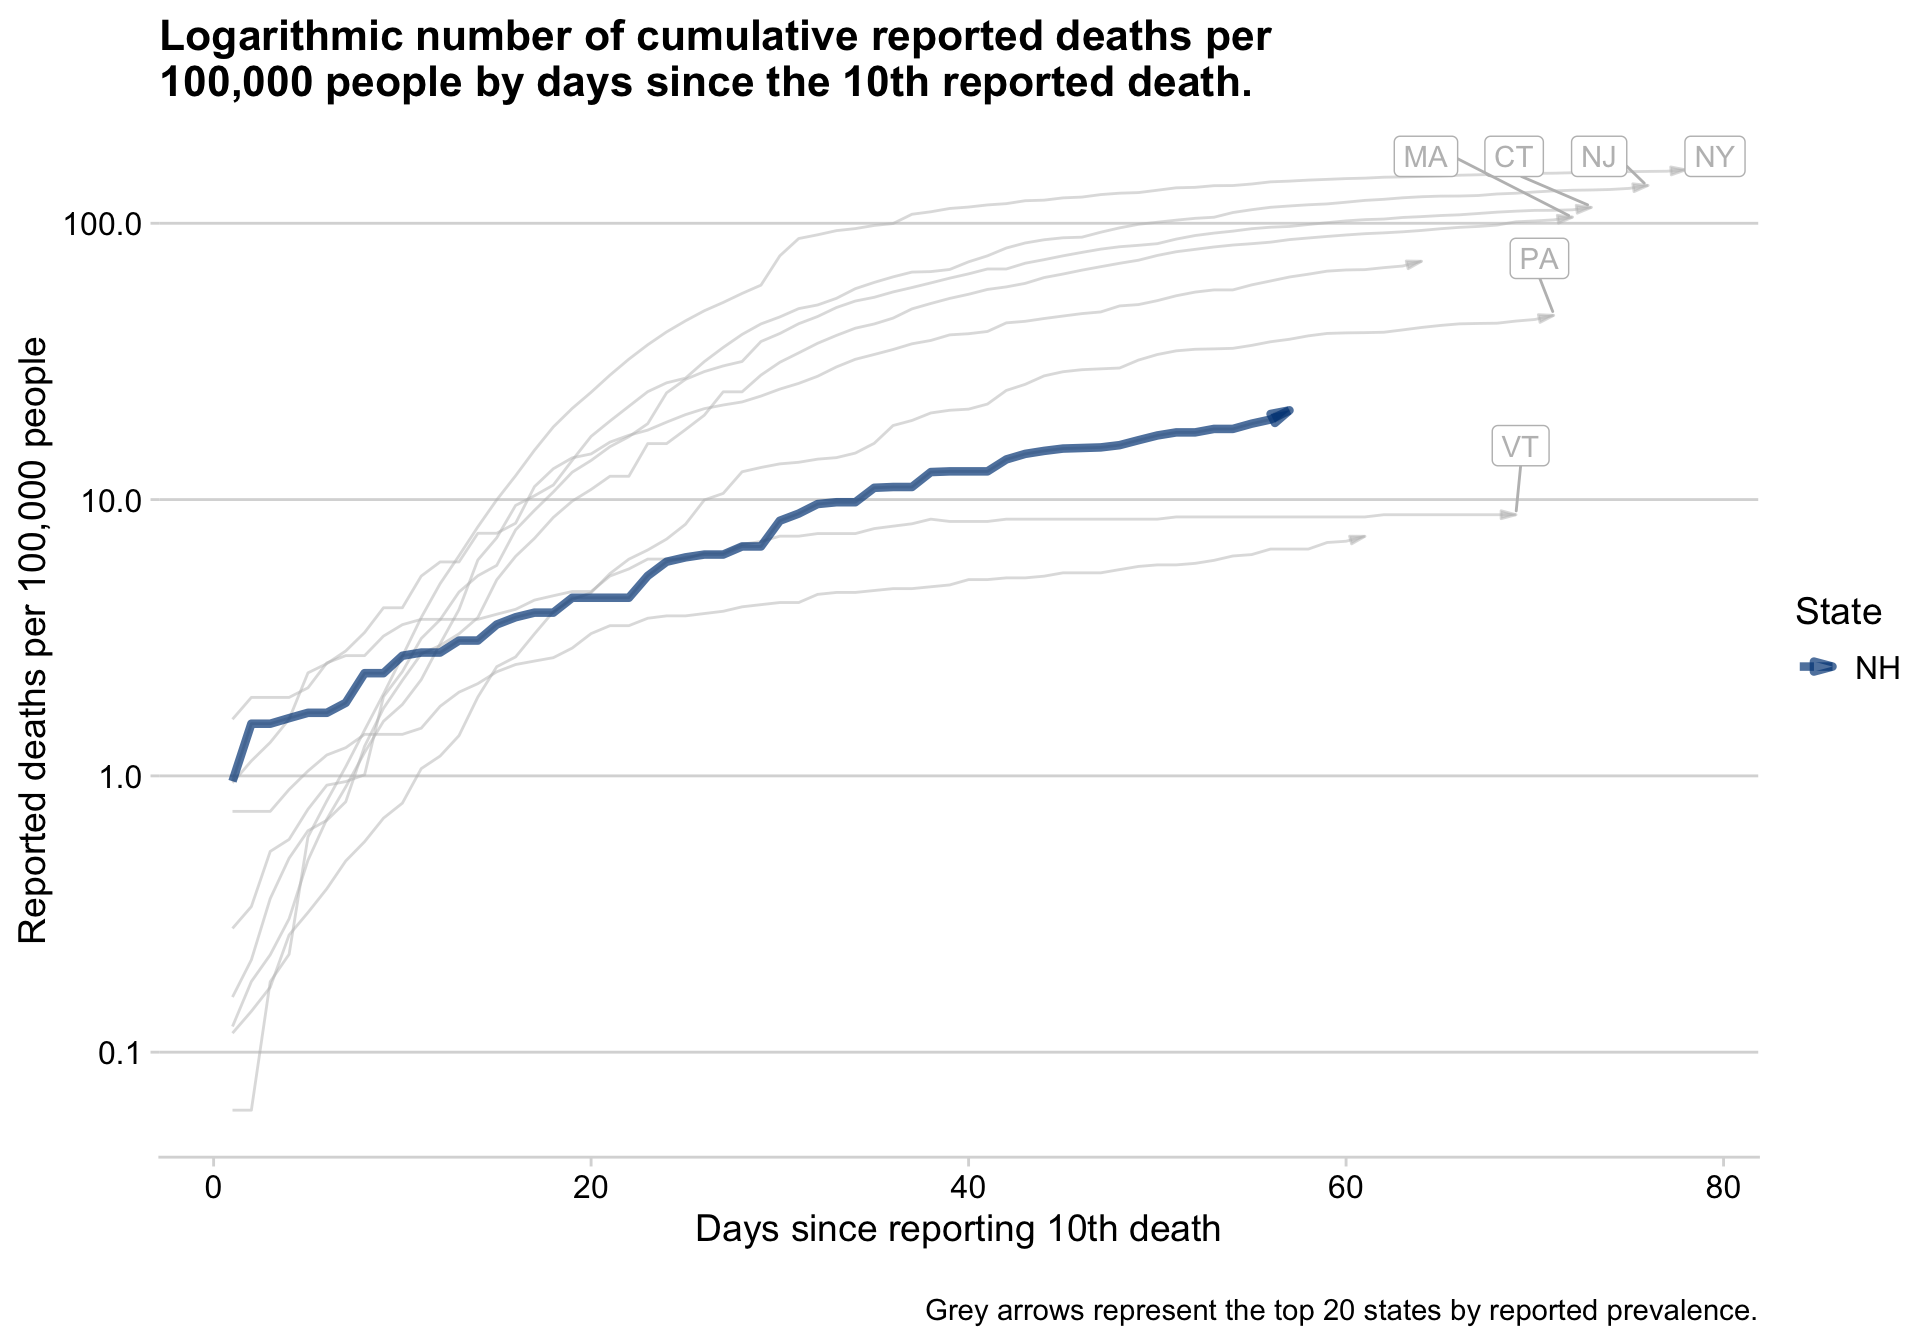 Logarithmic number of cumulative reported deaths per
100,000 people by days since the 10th reported death.
MA
CT
NJ
NY
PA
VT
100.0
10.0
1.0
0.1
Reported deaths per 100,000 people
State
NH
0
20
40
60
80
Days since reporting 10th death
Grey arrows represent the top 20 states by reported prevalence.